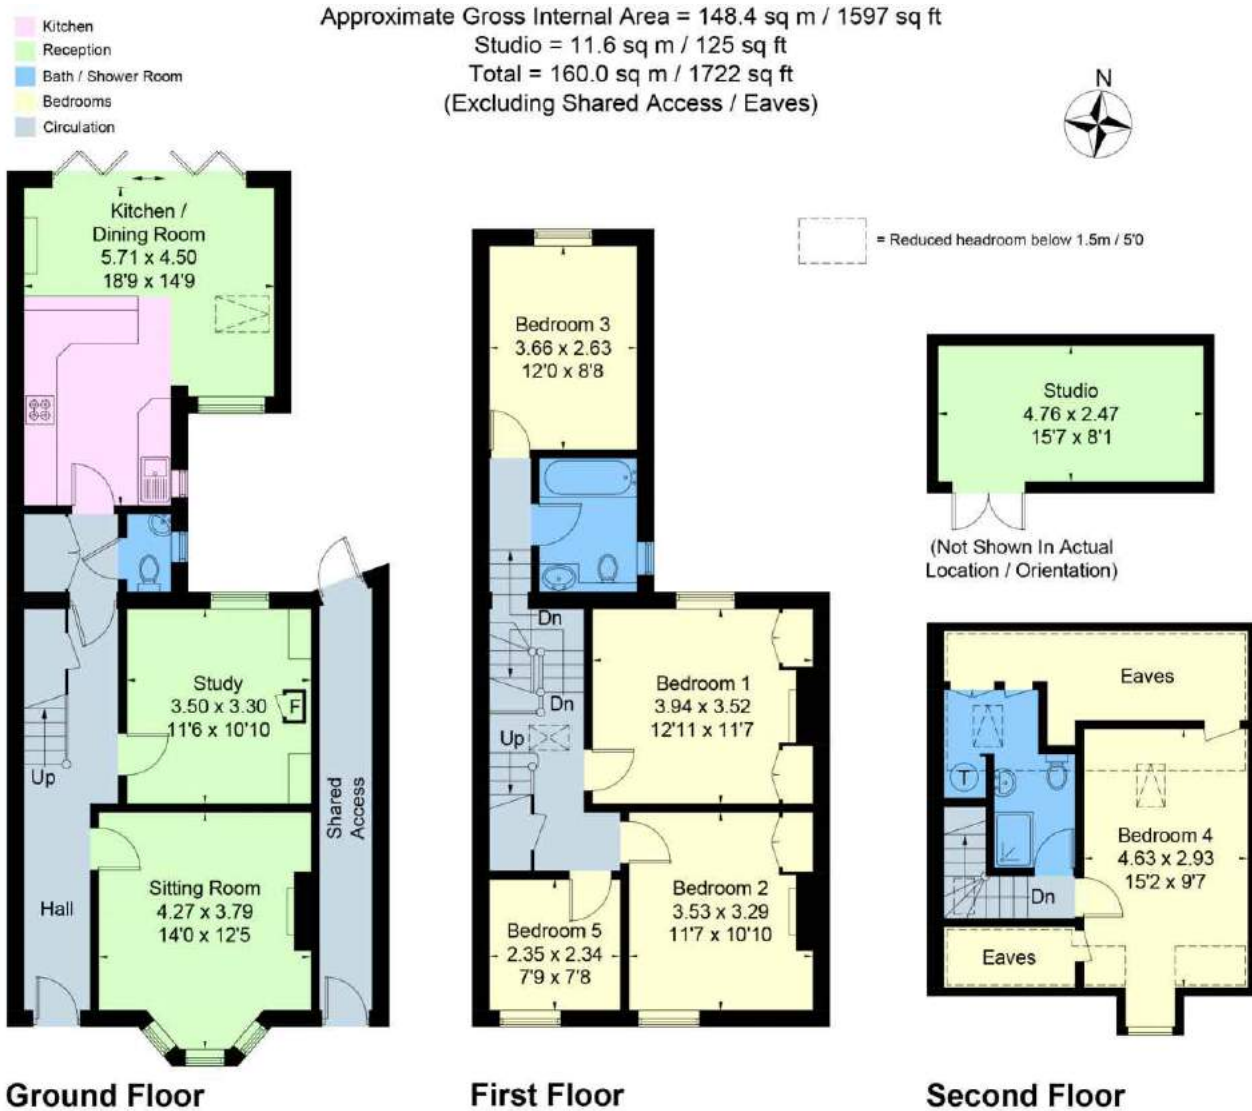 Approximate Gross Internal Area = 148.4 sq m / 1597 sq ft
Studio = 11.6 sq m / 125 sq ft
Total = 160.0 sq m / 1722 sq ft
(Excluding Shared Access / Eaves)
Kitchen
Reception
Bath / Shower Room
Bedrooms
Circulation
N
= Reduced headroom below 1.5m / 5'0
Kitchen /
Dining Room
5.71 x 4.50
18'9 x 14'9
Study
3.50 x 3.30
11'6 x 10'10
F
Up
Shared
Access
Sitting Room
4.27 x 3.79
14'0 x 12'5
Hall
Ground Floor
Bedroom 3
3.66 x 2.63
12'0 x 8'8
Dn
Dn
Up
Bedroom 1
3.94 x 3.52
12'11 x 11'7
Bedroom 2
3.53 x 3.29
11'7 x 10'10
Bedroom 5
2.35 x 2.34
7'9 x 7'8
First Floor
Studio
4.76 x 2.47
15'7 x 8'1
(Not Shown In Actual
Location / Orientation)
Eaves
T
Bedroom 4
4.63 x 2.93
15'2 x 9'7
Dn
Eaves
Second Floor